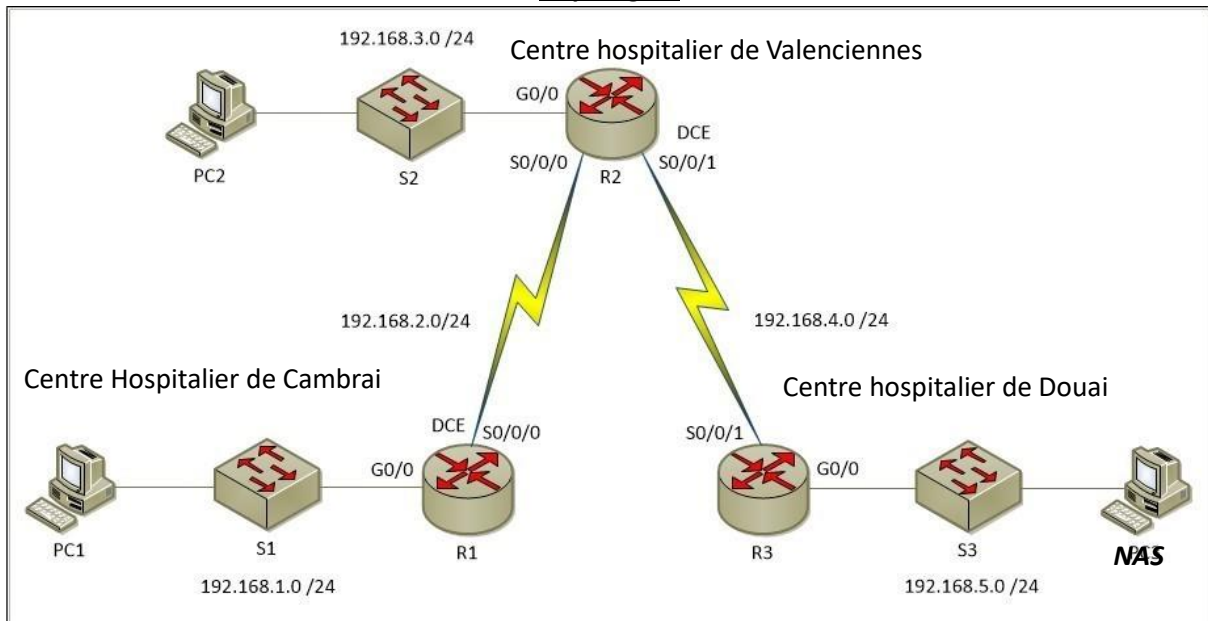 192.168.3.0 /24
Centre hospitalier de Valenciennes
G0/0
DCE
S0/0/0
S0/0/1
PC2
S2
R2
192.168.2.0/24
192.168.4.0 /24
Centre Hospitalier de Cambrai
Centre hospitalier de Douai
DCE
S0/0/0
S0/0/1
G0/0
G0/0
PC1
S1
R1
R3
S3
NAS
192.168.1.0 /24
192.168.5.0 /24